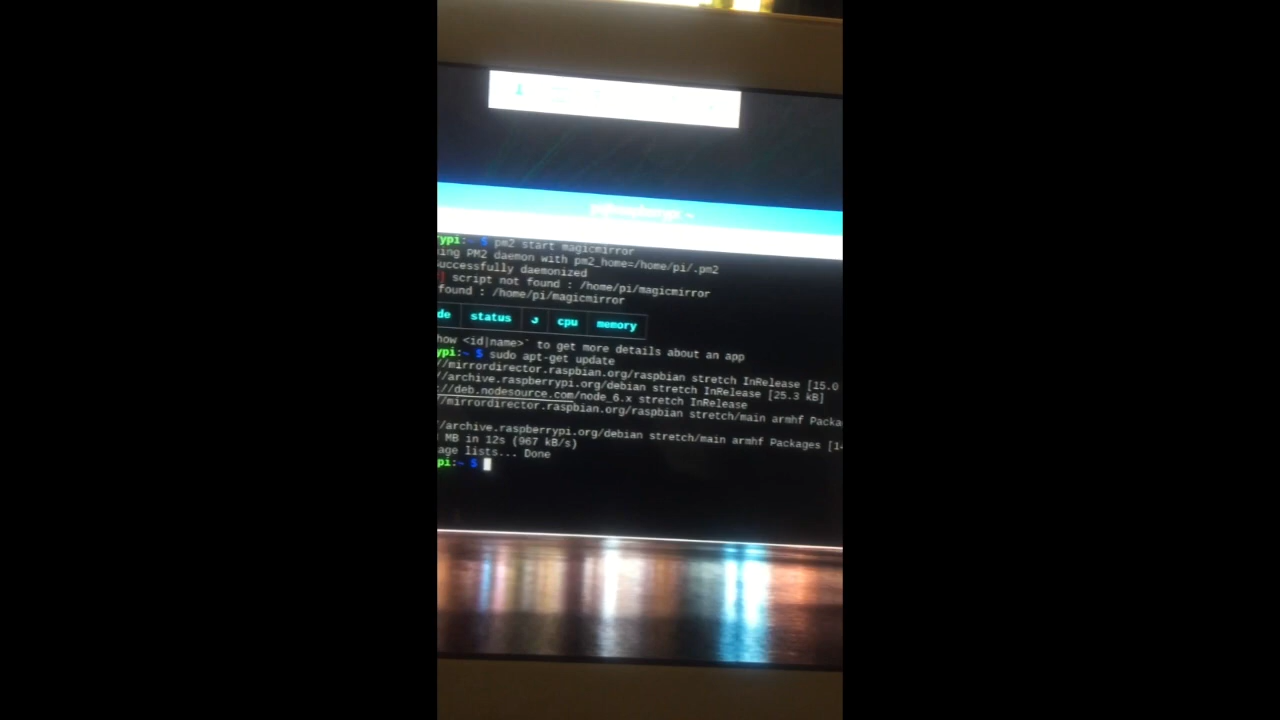 ypi:~ $ pm2 start magicmirror
ing PM2 daemon with pm2_home=/home/pi/.pm2
uccessfully daemonized
] script not found : /home/pi/magicmirror
found : /home/pi/magicmirror
de status ↺ cpu memory
how <id|name>` to get more details about an app
ypi:~ $ sudo apt-get update
//mirrordirector.raspbian.org/raspbian stretch InRelease [15.0
//archive.raspberrypi.org/debian stretch InRelease [25.3 kB]
://deb.nodesource.com/node_6.x stretch InRelease
//mirrordirector.raspbian.org/raspbian stretch/main armhf Packa
//archive.raspberrypi.org/debian stretch/main armhf Packages [14
MB in 12s (967 kB/s)
age lists... Done
pi:~ $